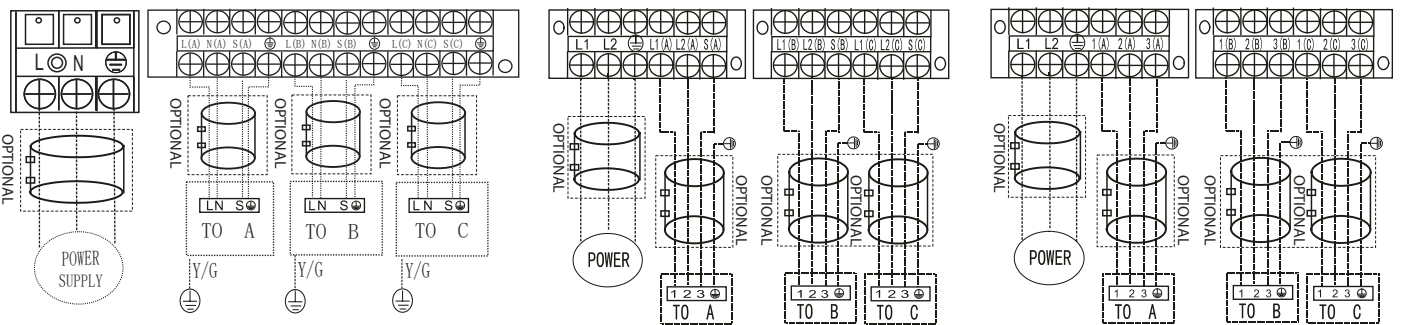 L N
OPTIONAL
POWER
SUPPLY
L(A) N(A) S(A) L(B) N(B) S(B) L(C) N(C) S(C)
OPTIONAL OPTIONAL OPTIONAL
LN S LN S LN S
TO A TO B TO C
Y/G Y/G Y/G
L1 L2 L1(A) L2(A) S(A)
OPTIONAL
OPTIONAL
POWER
1 2 3
TO A
L1(B) L2(B) S(B) L1(C) L2(C) S(C)
OPTIONAL OPTIONAL
1 2 3 1 2 3
TO B TO C
L1 L2 1(A) 2(A) 3(A)
OPTIONAL
OPTIONAL
POWER
1 2 3
TO A
1(B) 2(B) 3(B) 1(C) 2(C) 3(C)
OPTIONAL OPTIONAL
1 2 3 1 2 3
TO B TO C